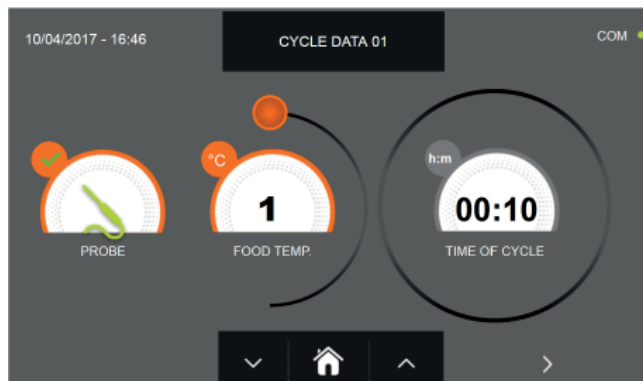 10/04/2017 - 16:46
CYCLE DATA 01
COM
°C
h:m
1
00:10
PROBE
FOOD TEMP.
TIME OF CYCLE